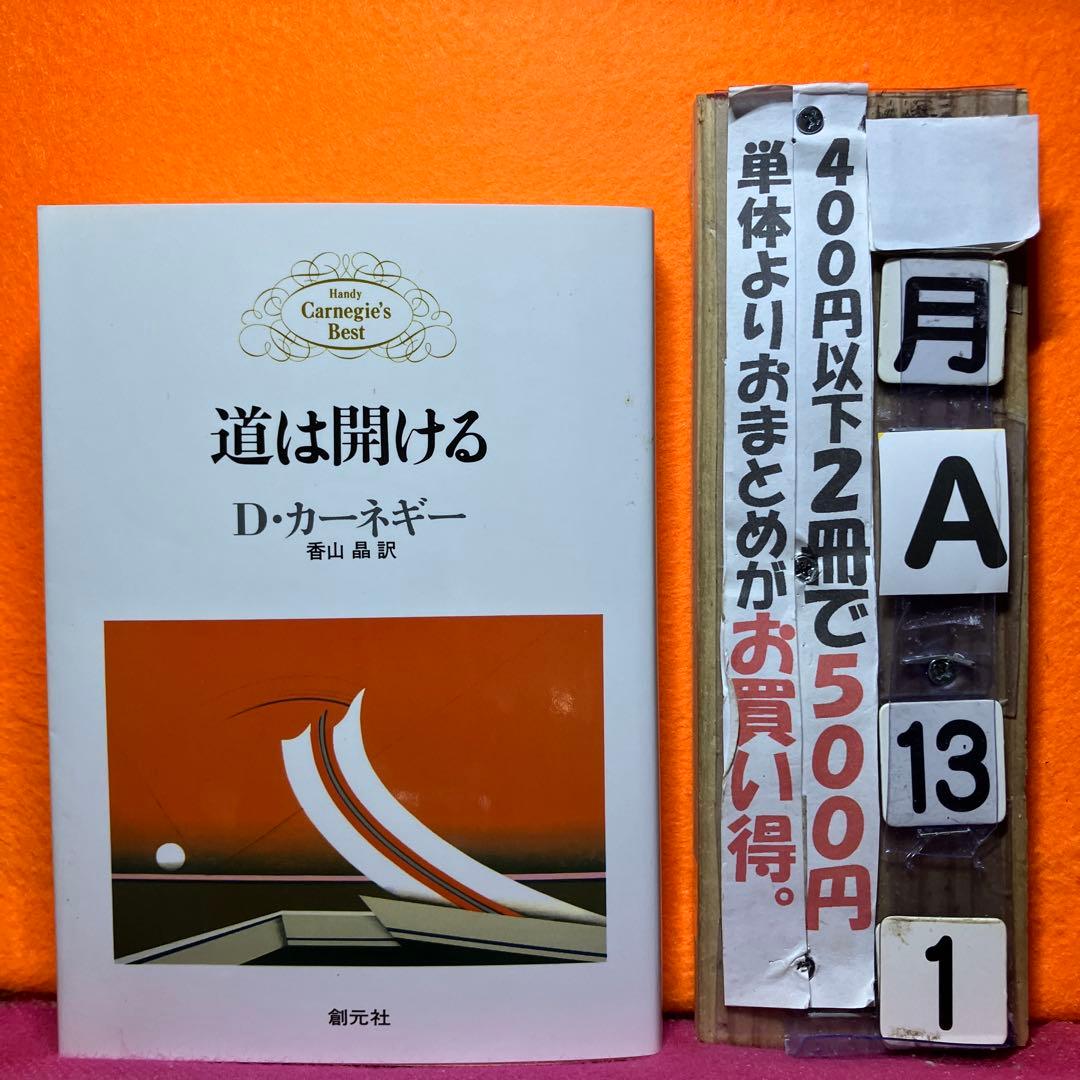 Handy
Carnegie's
Best
道は開ける
D・カーネギー
香山 晶 訳
創元社
400円以下2冊で500円
単体よりおまとめがお買い得。
月
A
13
1